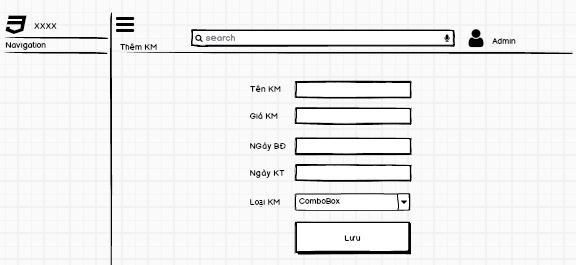 XXXX
Navigation
Thêm KM
search
Admin
Tên KM
Giá KM
NGày BĐ
Ngày KT
Loại KM
ComboBox
Lưu